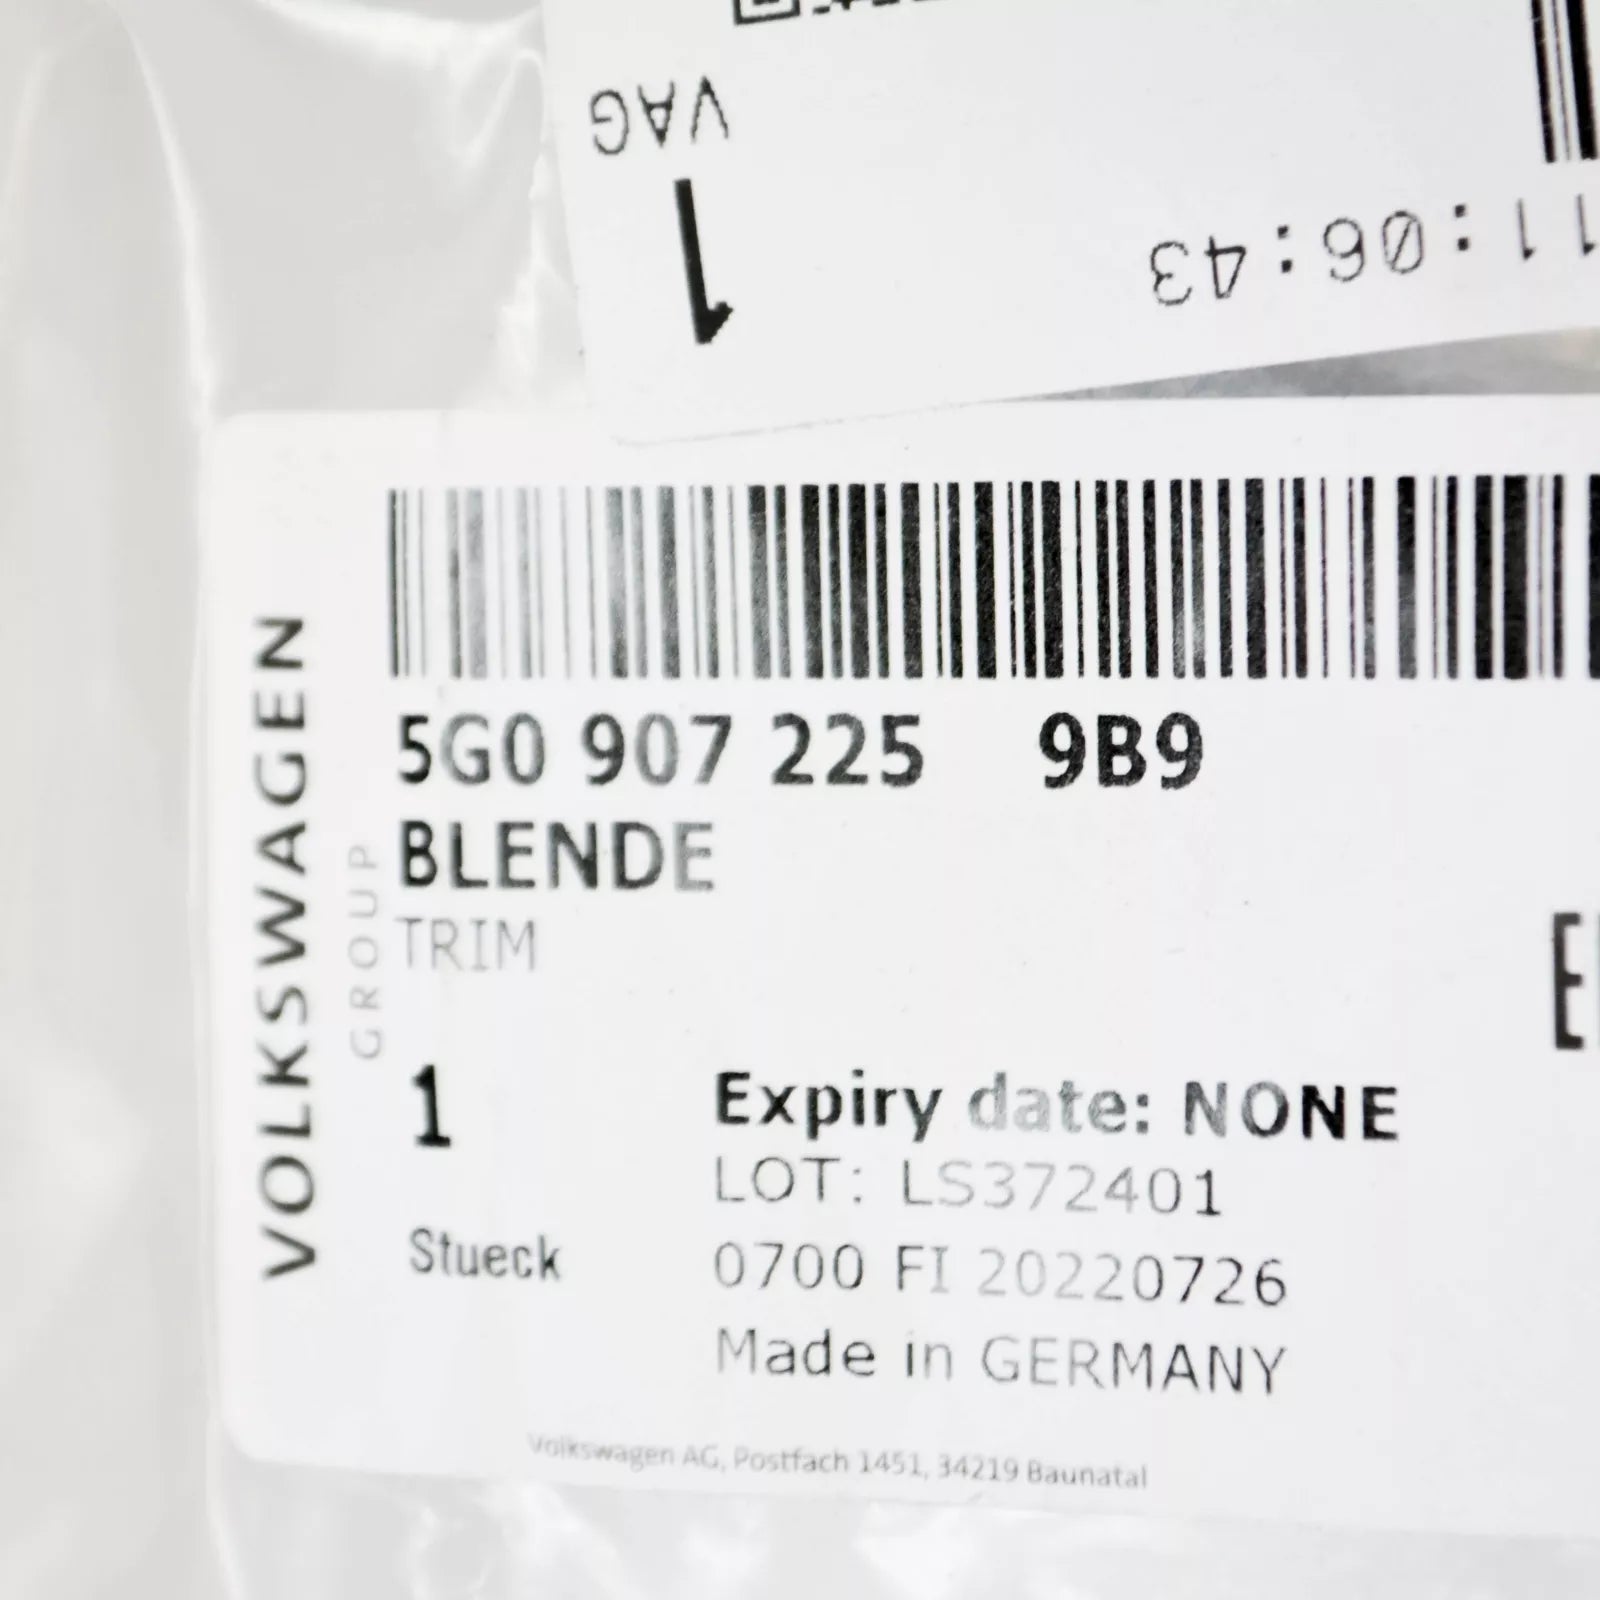 VAG
1
11:06:43
VOLKSWAGEN
GROUP
5G0 907 225 9B9
BLENDE
TRIM
1
Stueck
Expiry date: NONE
LOT: LS372401
0700 FI 20220726
Made in GERMANY
Volkswagen AG, Postfach 1451, 34219 Baunatal